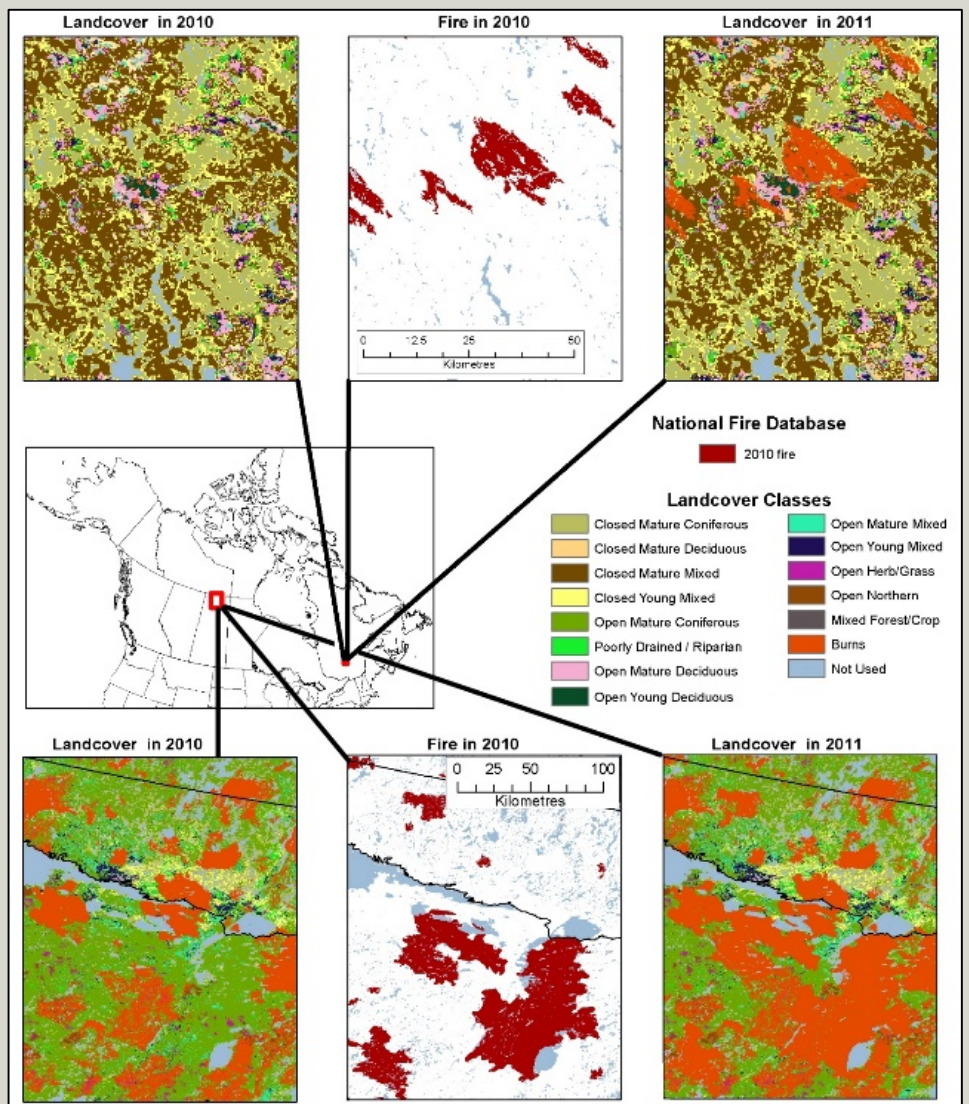 Landcover in 2010
Fire in 2010
Landcover in 2011
0 12.5 25 50
Kilometres
National Fire Database
2010 fire
Landcover Classes
Closed Mature Coniferous
Closed Mature Deciduous
Closed Mature Mixed
Closed Young Mixed
Open Mature Coniferous
Poorly Drained / Riparian
Open Mature Deciduous
Open Young Deciduous
Open Mature Mixed
Open Young Mixed
Open Herb/Grass
Open Northern
Mixed Forest/Crop
Burns
Not Used
Landcover in 2010
Fire in 2010
Landcover in 2011
0 25 50 100
Kilometres